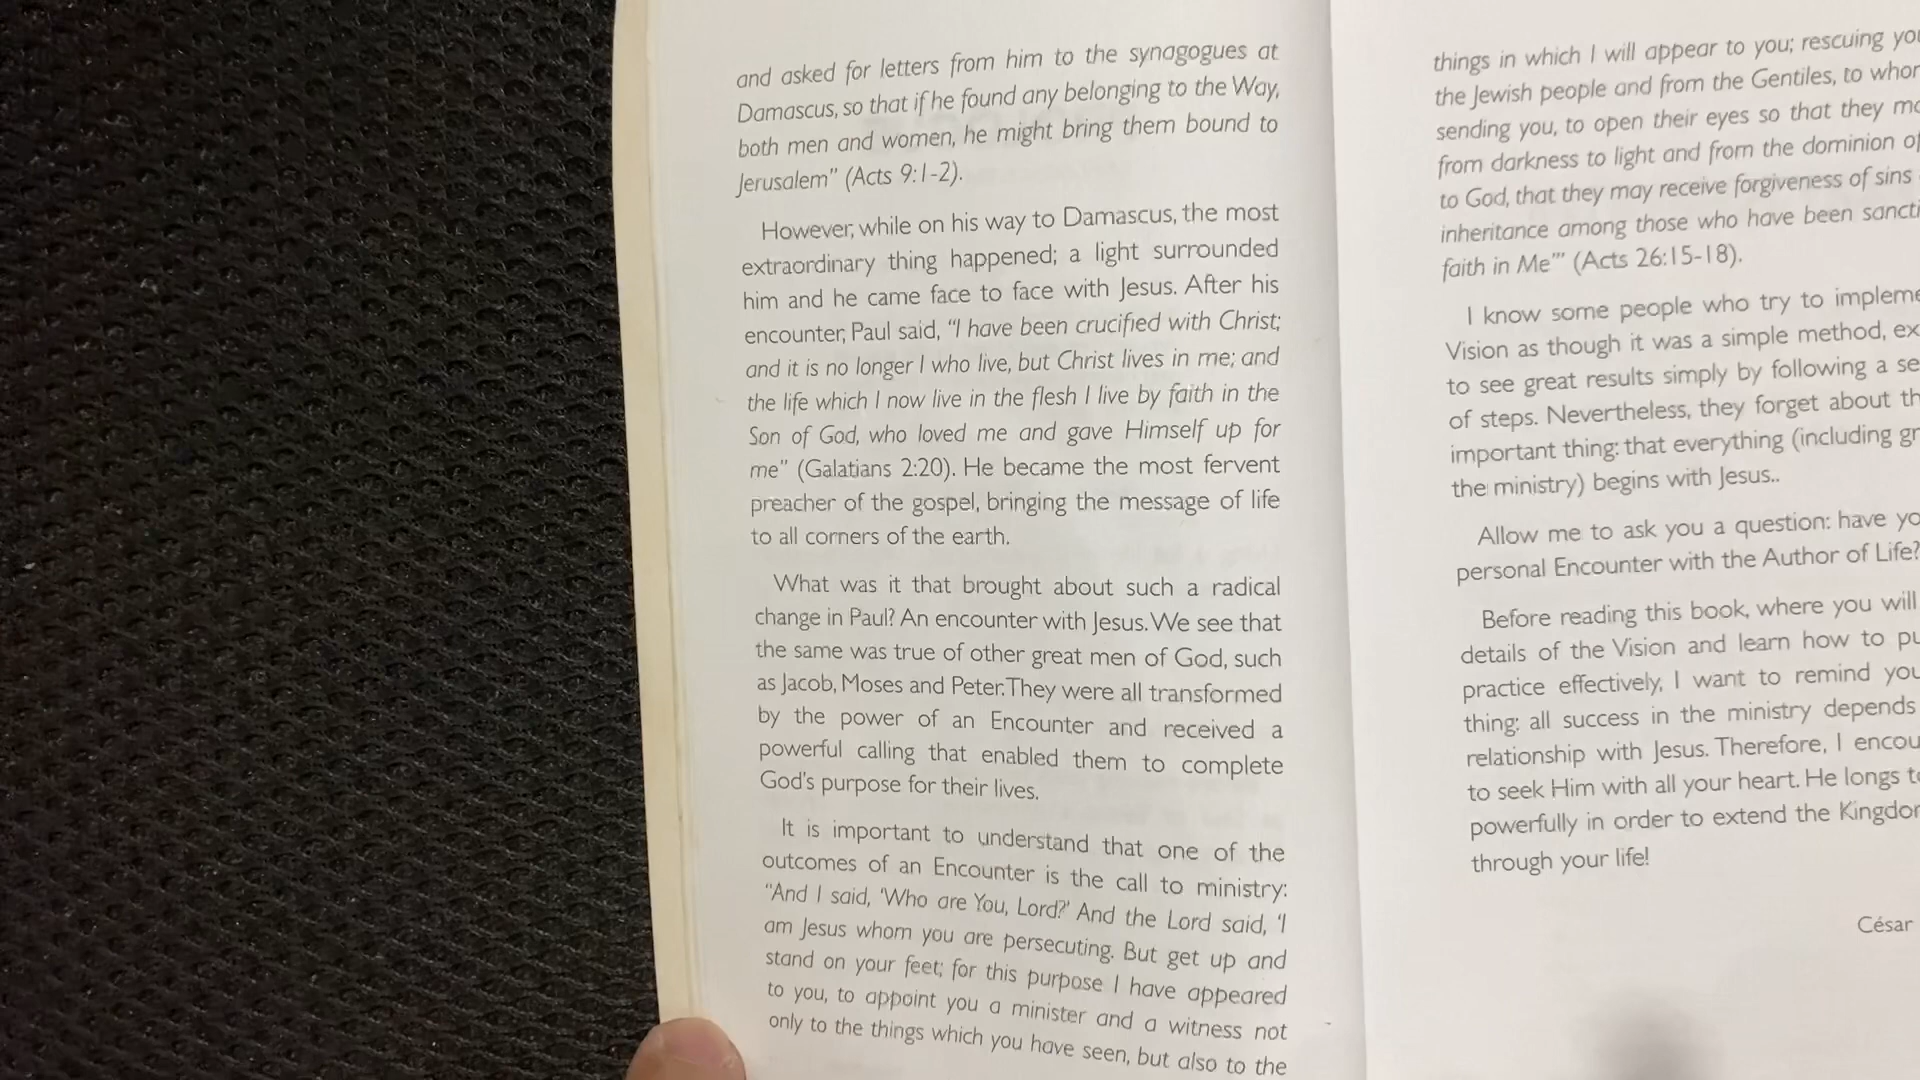 and asked for letters from him to the synagogues at
Damascus, so that if he found any belonging to the Way,
both men and women, he might bring them bound to
Jerusalem" (Acts 9:1-2).
However, while on his way to Damascus, the most
extraordinary thing happened; a light surrounded
him and he came face to face with Jesus. After his
encounter, Paul said, "I have been crucified with Christ;
and it is no longer I who live, but Christ lives in me; and
the life which I now live in the flesh I live by faith in the
Son of God, who loved me and gave Himself up for
me" (Galatians 2:20). He became the most fervent
preacher of the gospel, bringing the message of life
to all corners of the earth.
What was it that brought about such a radical
change in Paul? An encounter with Jesus. We see that
the same was true of other great men of God, such
as Jacob, Moses and Peter. They were all transformed
by the power of an Encounter and received a
powerful calling that enabled them to complete
God's purpose for their lives.
It is important to understand that one of the
outcomes of an Encounter is the call to ministry:
"And I said, 'Who are You, Lord?' And the Lord said, 'I
am Jesus whom you are persecuting. But get up and
stand on your feet; for this purpose I have appeared
to you, to appoint you a minister and a witness not
only to the things which you have seen, but also to the
things in which I will appear to you; rescuing
the Jewish people and from the Gentiles, to
sending you, to open their eyes so that they
from darkness to light and from the dominion
to God, that they may receive forgiveness of sins
inheritance among those who have been
faith in Me'" (Acts 26:15-18).
I know some people who try to
Vision as though it was a simple method,
to see great results simply by following a
of steps. Nevertheless, they forget about
important thing: that everything (including
the ministry) begins with Jesus..
Allow me to ask you a question: have
personal Encounter with the Author of Life?
Before reading this book, where you will
details of the Vision and learn how to
practice effectively, I want to remind
thing: all success in the ministry depends
relationship with Jesus. Therefore, I
to seek Him with all your heart. He longs
powerfully in order to extend the
through your life!
César